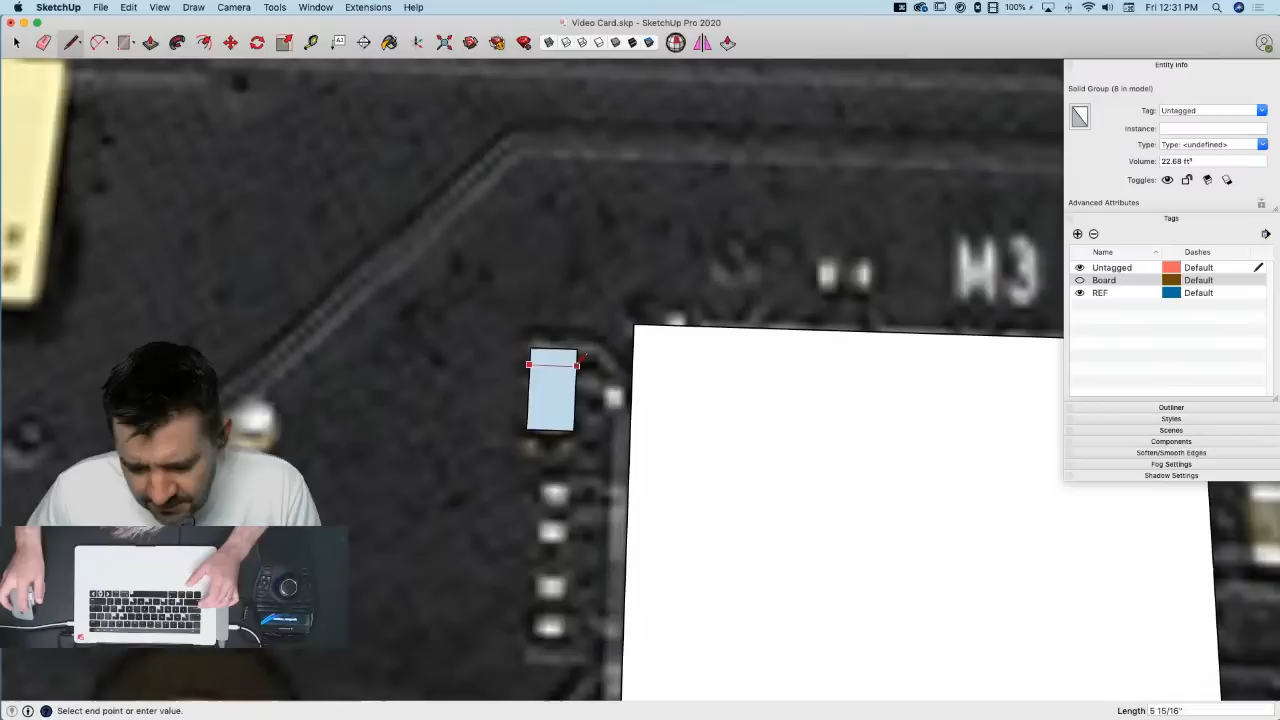 SketchUp File Edit View Draw Camera Tools Window Extensions Help 100% Fri 12:31 PM
Video Card.skp - SketchUp Pro 2020
Entity Info
Solid Group (8 in model)
Tag: Untagged
Instance:
Type: Type: <undefined>
Volume: 22.68 ft³
Toggles:
Advanced Attributes
Tags
Name Dashes
Untagged Default
Board Default
REF Default
Outliner
Styles
Scenes
Components
Soften/Smooth Edges
Fog Settings
Shadow Settings
H3
Select end point or enter value.
Length 5 15/16"